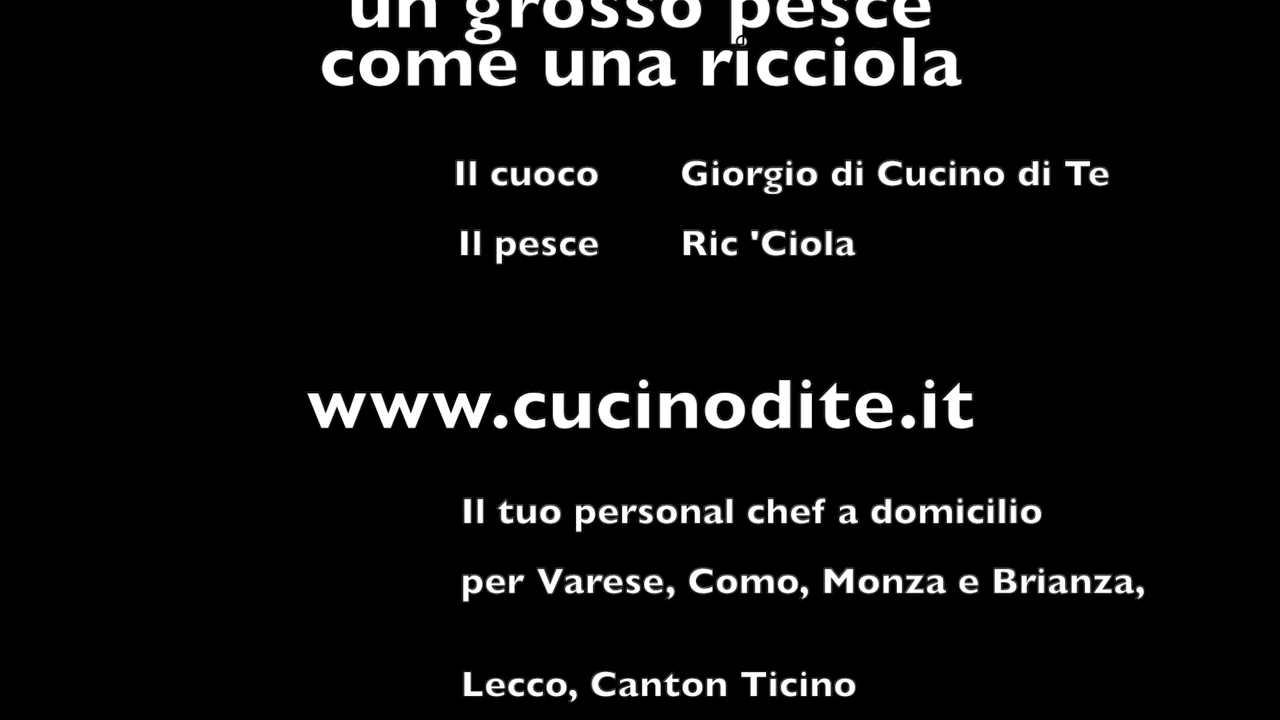 un grosso pesce
come una ricciola
Il cuoco Giorgio di Cucino di Te
Il pesce Ric 'Ciola
www.cucinodite.it
Il tuo personal chef a domicilio
per Varese, Como, Monza e Brianza,
Lecco, Canton Ticino